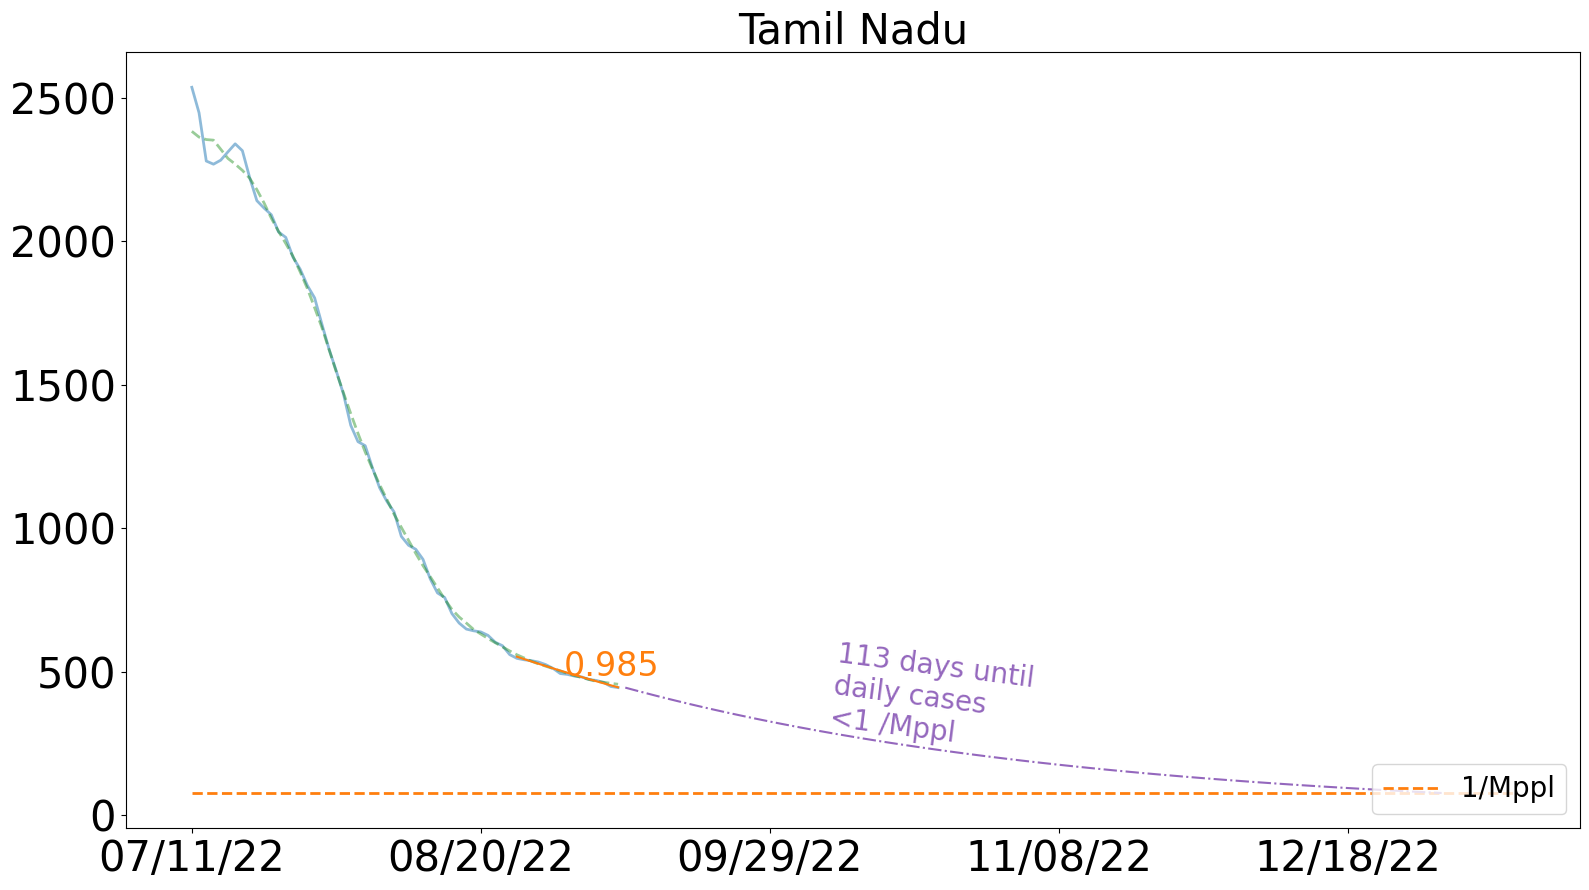 Tamil Nadu
2500
2000
1500
1000
500
0
0.985
113 days until
daily cases
<1 /Mppl
1/Mppl
07/11/22
08/20/22
09/29/22
11/08/22
12/18/22